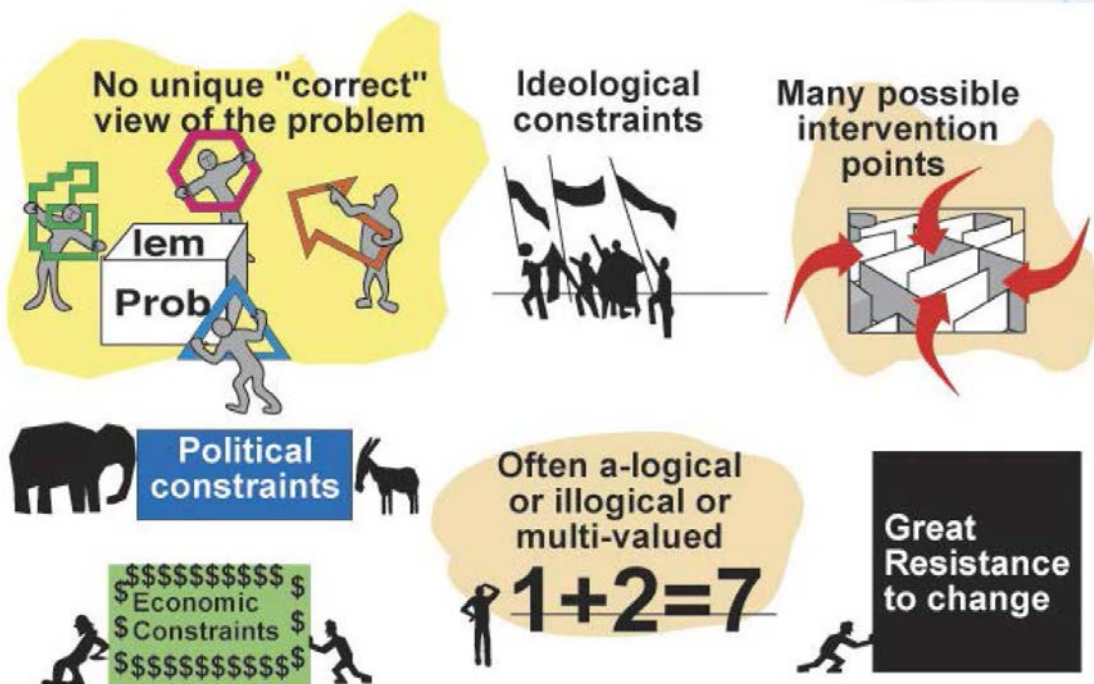 No unique "correct"
view of the problem
lem
Prob
Ideological
constraints
Many possible
intervention
points
Political
constraints
$$$$$$$$$$
$ Economic $
$ Constraints $
$$$$$$$$$$$
Often a-logical
or illogical or
multi-valued
1+2=7
Great
Resistance
to change